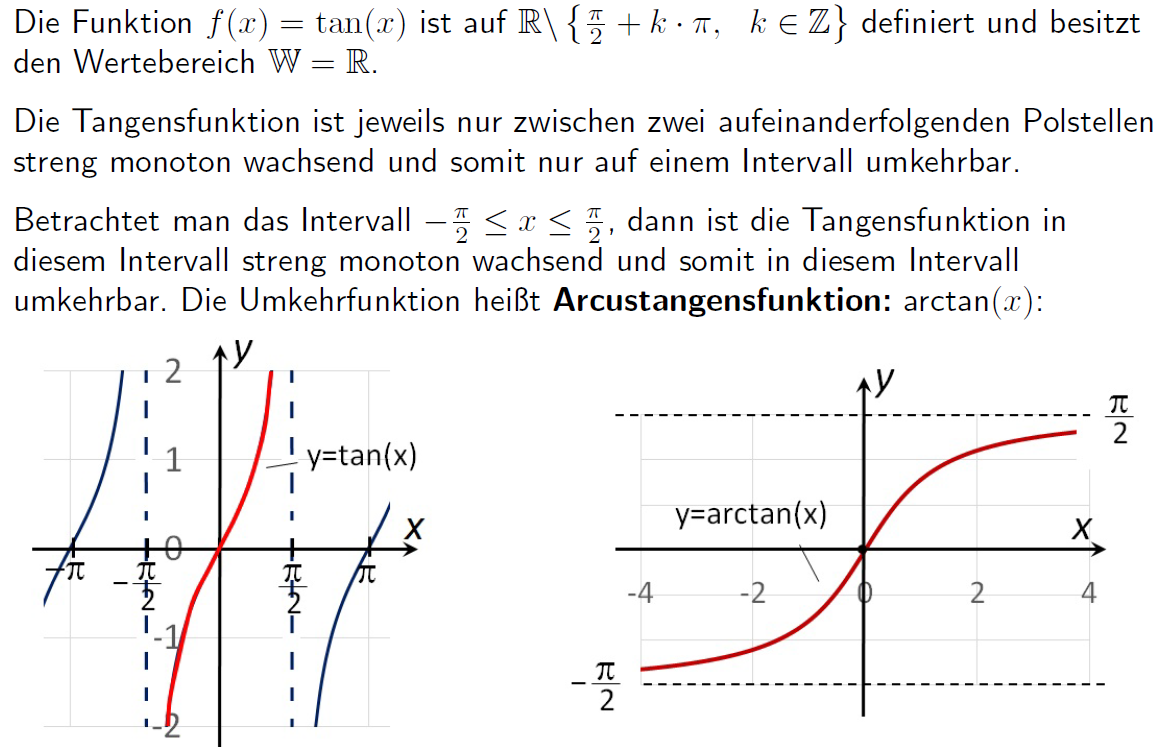 Die Funktion f(x) = tan(x) ist auf ℝ\{π/2 + k · π, k ∈ ℤ} definiert und besitzt
den Wertebereich 𝕎 = ℝ.
Die Tangensfunktion ist jeweils nur zwischen zwei aufeinanderfolgenden Polstellen
streng monoton wachsend und somit nur auf einem Intervall umkehrbar.
Betrachtet man das Intervall −π/2 ≤ x ≤ π/2, dann ist die Tangensfunktion in
diesem Intervall streng monoton wachsend und somit in diesem Intervall
umkehrbar. Die Umkehrfunktion heißt Arcustangensfunktion: arctan(x):
y
2
1
y=tan(x)
0
x
-π
-π/2
π/2
π
-1
-2
y
π/2
y=arctan(x)
x
-4
-2
0
2
4
-π/2